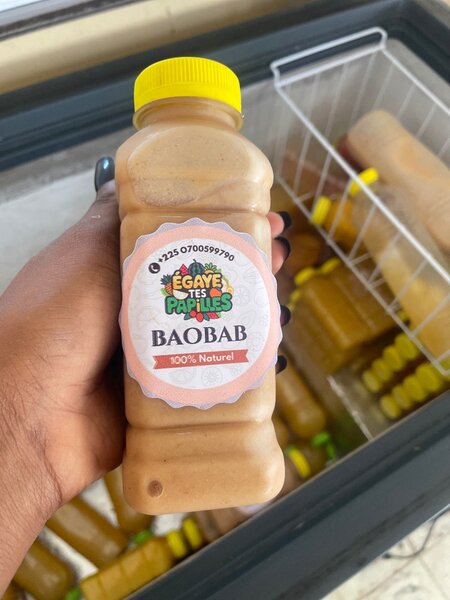 +225 0700599790
ÉGAYE
TES
PAPILLES
BAOBAB
100% Naturel